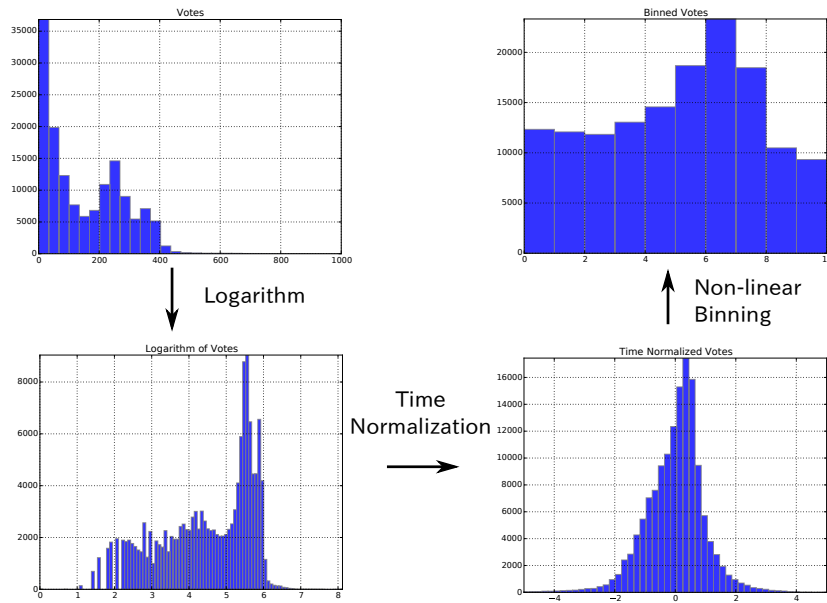 Votes
35000
30000
25000
20000
15000
10000
5000
0
0 200 400 600 800 1000
Binned Votes
20000
15000
10000
5000
0
0 2 4 6 8 1
Logarithm
Non-linear
Binning
Logarithm of Votes
8000
6000
4000
2000
0
0 1 2 3 4 5 6 7 8
Time
Normalization
Time Normalized Votes
16000
14000
12000
10000
8000
6000
4000
2000
0
−4 −2 0 2 4